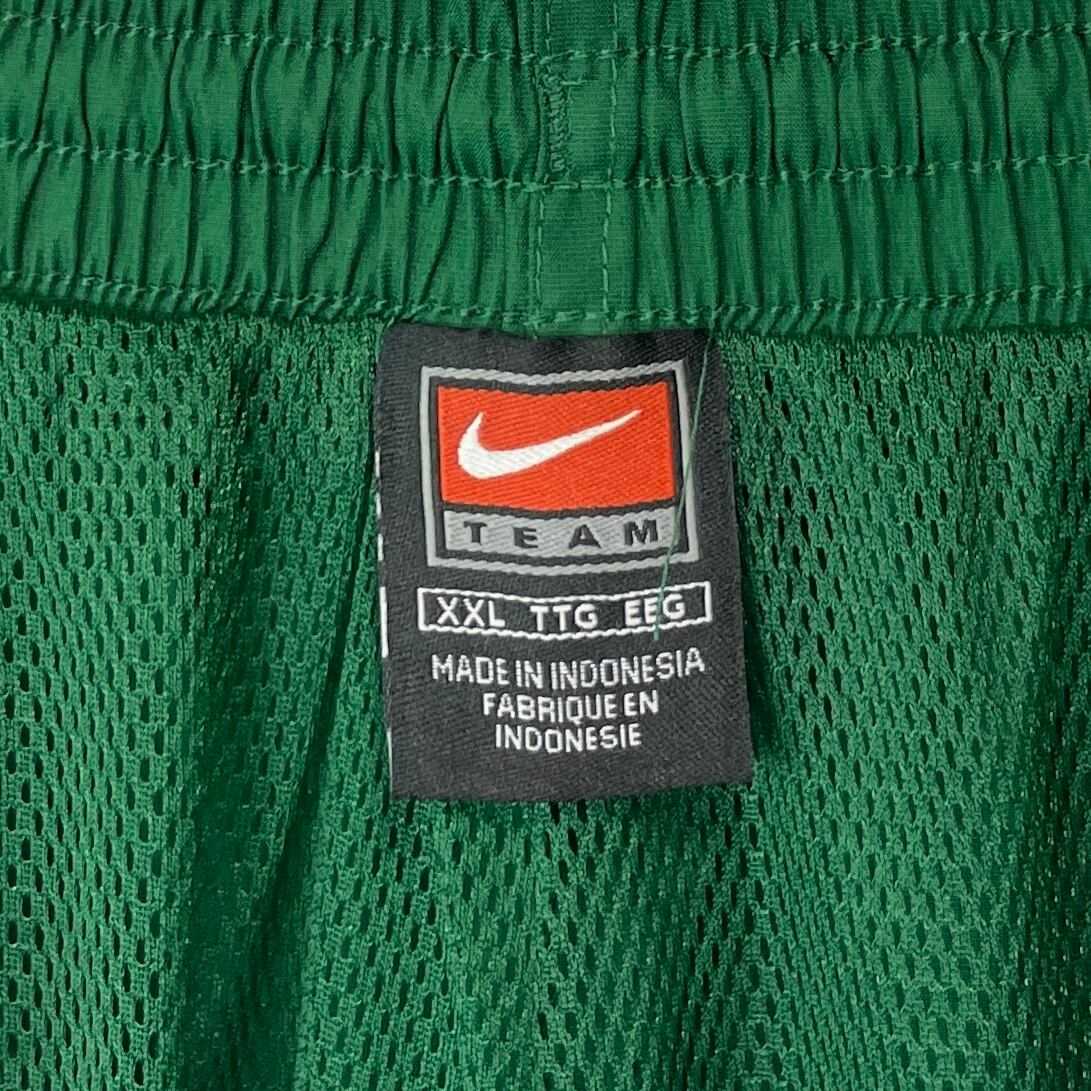 TEAM
XXL TTG EEG
MADE IN INDONESIA
FABRIQUE EN
INDONESIE